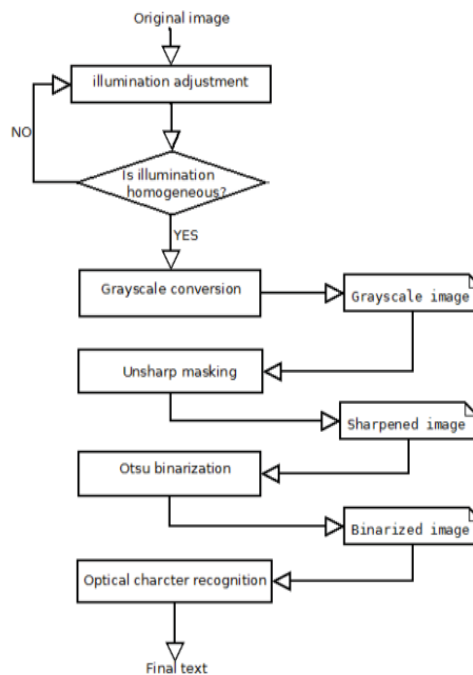 Original image
illumination adjustment
NO
Is illumination
homogeneous?
YES
Grayscale conversion
Grayscale image
Unsharp masking
Sharpened image
Otsu binarization
Binarized image
Optical charcter recognition
Final text